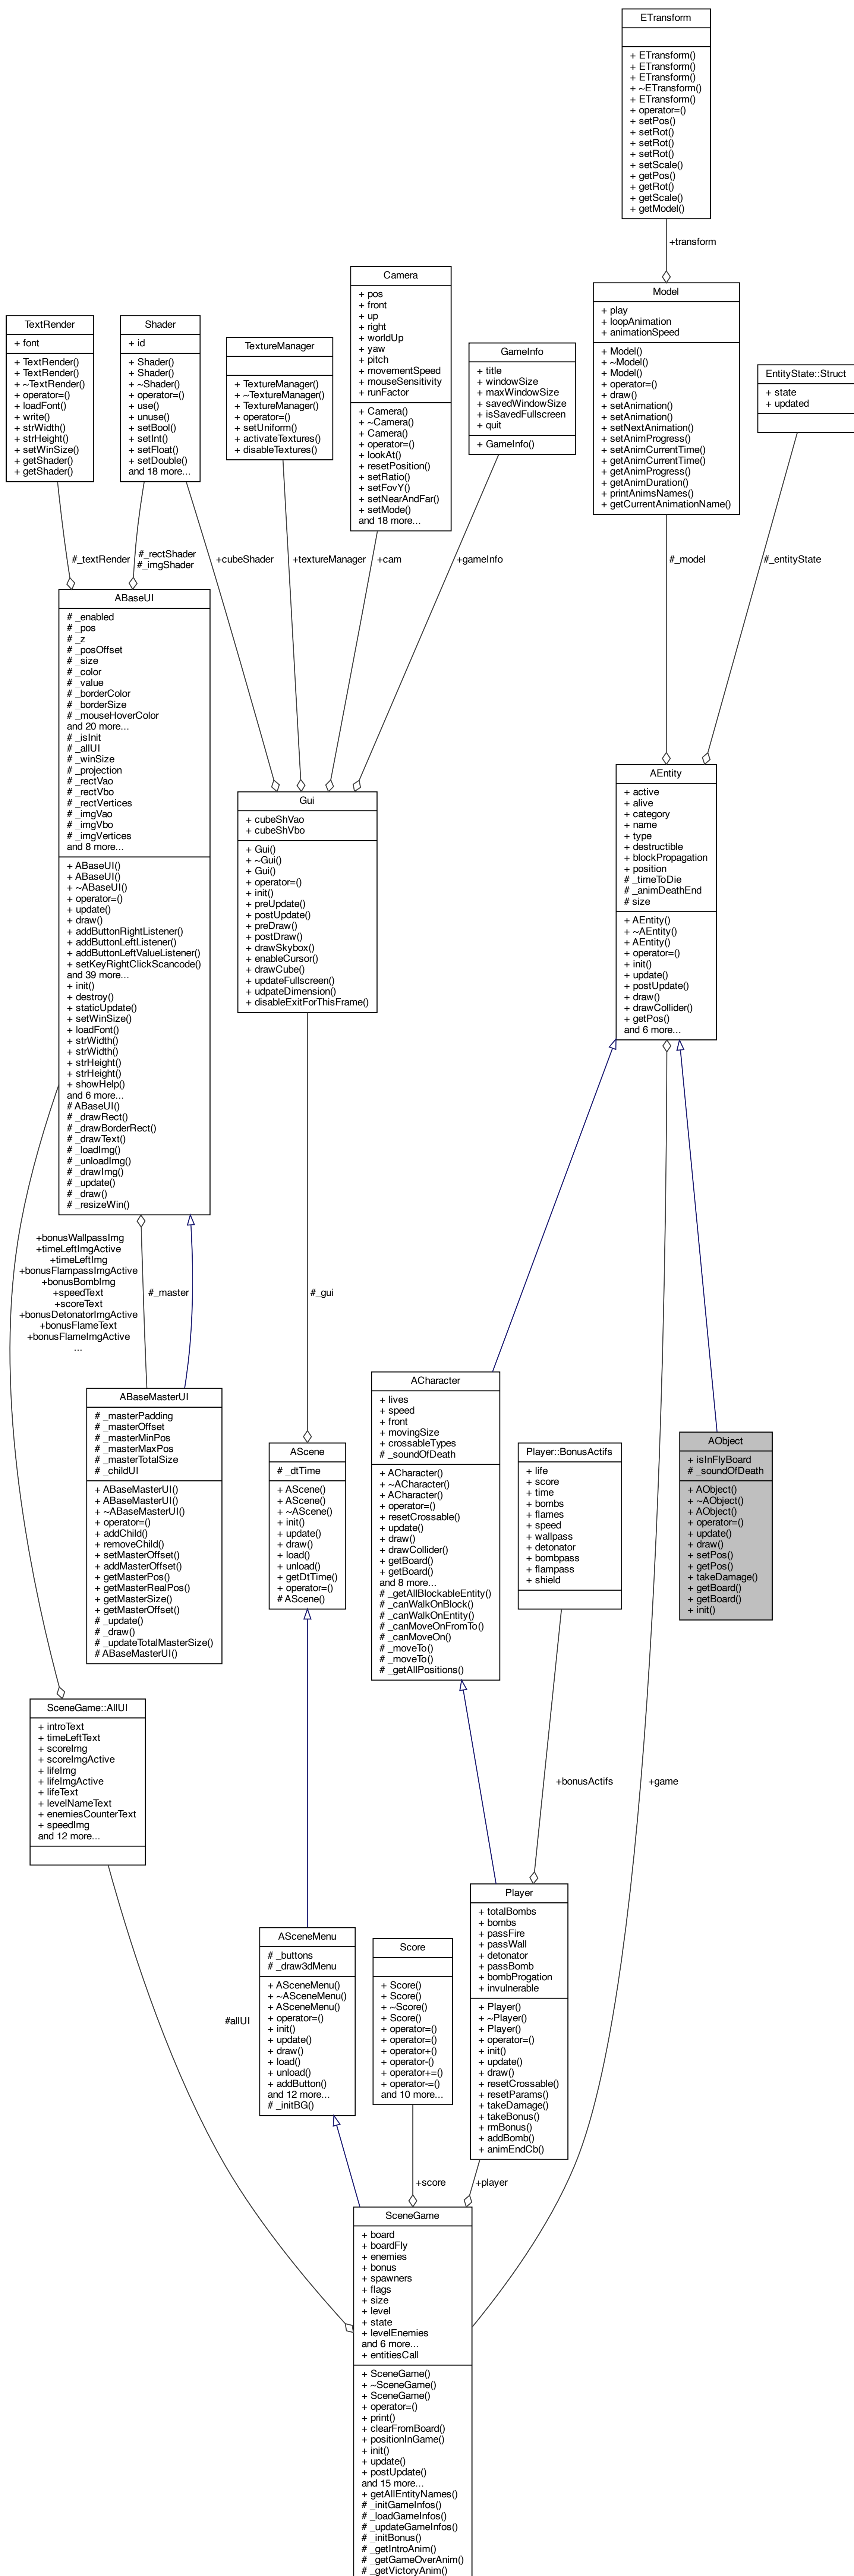 ETransform
+ ETransform()
+ ETransform()
+ ETransform()
+ ~ETransform()
+ ETransform()
+ operator=()
+ setPos()
+ setRot()
+ setRot()
+ setRot()
+ setScale()
+ getPos()
+ getRot()
+ getScale()
+ getModel()
+transform
Model
+ play
+ loopAnimation
+ animationSpeed
+ Model()
+ ~Model()
+ Model()
+ operator=()
+ draw()
+ setAnimation()
+ setAnimation()
+ setNextAnimation()
+ setAnimProgress()
+ setAnimCurrentTime()
+ getAnimCurrentTime()
+ getAnimProgress()
+ getAnimDuration()
+ printAnimsNames()
+ getCurrentAnimationName()
TextRender
+ font
+ TextRender()
+ TextRender()
+ ~TextRender()
+ operator=()
+ loadFont()
+ write()
+ strWidth()
+ strHeight()
+ setWinSize()
+ getShader()
+ getShader()
Shader
+ id
+ Shader()
+ Shader()
+ ~Shader()
+ operator=()
+ use()
+ unuse()
+ setBool()
+ setInt()
+ setFloat()
+ setDouble()
and 18 more...
TextureManager
+ TextureManager()
+ ~TextureManager()
+ TextureManager()
+ operator=()
+ setUniform()
+ activateTextures()
+ disableTextures()
Camera
+ pos
+ front
+ up
+ right
+ worldUp
+ yaw
+ pitch
+ movementSpeed
+ mouseSensitivity
+ runFactor
+ Camera()
+ ~Camera()
+ Camera()
+ operator=()
+ lookAt()
+ resetPosition()
+ setRatio()
+ setFovY()
+ setNearAndFar()
+ setMode()
and 18 more...
GameInfo
+ title
+ windowSize
+ maxWindowSize
+ savedWindowSize
+ isSavedFullscreen
+ quit
+ GameInfo()
EntityState::Struct
+ state
+ updated
#_textRender
#_rectShader
#_imgShader
+cubeShader
+textureManager
+cam
+gameInfo
#_model
#_entityState
ABaseUI
# _enabled
# _pos
# _z
# _posOffset
# _size
# _color
# _value
# _borderColor
# _borderSize
# _mouseHoverColor
and 20 more...
# _isInit
# _allUI
# _winSize
# _projection
# _rectVao
# _rectVbo
# _rectVertices
# _imgVao
# _imgVbo
# _imgVertices
and 8 more...
+ ABaseUI()
+ ABaseUI()
+ ~ABaseUI()
+ operator=()
+ update()
+ draw()
+ addButtonRightListener()
+ addButtonLeftListener()
+ addButtonLeftValueListener()
+ setKeyRightClickScancode()
and 39 more...
+ init()
+ destroy()
+ staticUpdate()
+ setWinSize()
+ loadFont()
+ strWidth()
+ strWidth()
+ strHeight()
+ strHeight()
+ showHelp()
and 6 more...
# ABaseUI()
# _drawRect()
# _drawBorderRect()
# _drawText()
# _loadImg()
# _unloadImg()
# _drawImg()
# _update()
# _draw()
# _resizeWin()
Gui
+ cubeShVao
+ cubeShVbo
+ Gui()
+ ~Gui()
+ Gui()
+ operator=()
+ init()
+ preUpdate()
+ postUpdate()
+ preDraw()
+ postDraw()
+ drawSkybox()
+ enableCursor()
+ drawCube()
+ updateFullscreen()
+ udpateDimension()
+ disableExitForThisFrame()
AEntity
+ active
+ alive
+ category
+ name
+ type
+ destructible
+ blockPropagation
+ position
# _timeToDie
# _animDeathEnd
# size
+ AEntity()
+ ~AEntity()
+ AEntity()
+ operator=()
+ init()
+ update()
+ postUpdate()
+ draw()
+ drawCollider()
+ getPos()
and 6 more...
+bonusWallpassImg
+timeLeftImgActive
+timeLeftImg
+bonusFlampassImgActive
+bonusBombImg
+speedText
+scoreText
+bonusDetonatorImgActive
+bonusFlameText
+bonusFlameImgActive
...
#_master
#_gui
ABaseMasterUI
# _masterPadding
# _masterOffset
# _masterMinPos
# _masterMaxPos
# _masterTotalSize
# _childUI
+ ABaseMasterUI()
+ ABaseMasterUI()
+ ~ABaseMasterUI()
+ operator=()
+ addChild()
+ removeChild()
+ setMasterOffset()
+ addMasterOffset()
+ getMasterPos()
+ getMasterRealPos()
+ getMasterSize()
+ getMasterOffset()
# _update()
# _draw()
# _updateTotalMasterSize()
# ABaseMasterUI()
AScene
# _dtTime
+ AScene()
+ AScene()
+ ~AScene()
+ init()
+ update()
+ draw()
+ load()
+ unload()
+ getDtTime()
+ operator=()
# AScene()
ACharacter
+ lives
+ speed
+ front
+ movingSize
+ crossableTypes
# _soundOfDeath
+ ACharacter()
+ ~ACharacter()
+ ACharacter()
+ operator=()
+ resetCrossable()
+ update()
+ draw()
+ drawCollider()
+ getBoard()
+ getBoard()
and 8 more...
# _getAllBlockableEntity()
# _canWalkOnBlock()
# _canWalkOnEntity()
# _canMoveOnFromTo()
# _canMoveOn()
# _moveTo()
# _moveTo()
# _getAllPositions()
Player::BonusActifs
+ life
+ score
+ time
+ bombs
+ flames
+ speed
+ wallpass
+ detonator
+ bombpass
+ flampass
+ shield
AObject
+ isInFlyBoard
# _soundOfDeath
+ AObject()
+ ~AObject()
+ AObject()
+ operator=()
+ update()
+ draw()
+ setPos()
+ getPos()
+ takeDamage()
+ getBoard()
+ getBoard()
+ init()
SceneGame::AllUI
+ introText
+ timeLeftText
+ scoreImg
+ scoreImgActive
+ lifeImg
+ lifeImgActive
+ lifeText
+ levelNameText
+ enemiesCounterText
+ speedImg
and 12 more...
+bonusActifs
+game
Player
+ totalBombs
+ bombs
+ passFire
+ passWall
+ detonator
+ passBomb
+ bombProgation
+ invulnerable
+ Player()
+ ~Player()
+ Player()
+ operator=()
+ init()
+ update()
+ draw()
+ resetCrossable()
+ resetParams()
+ takeDamage()
+ takeBonus()
+ rmBonus()
+ addBomb()
+ animEndCb()
#allUI
ASceneMenu
# _buttons
# _draw3dMenu
+ ASceneMenu()
+ ~ASceneMenu()
+ ASceneMenu()
+ operator=()
+ init()
+ update()
+ draw()
+ load()
+ unload()
+ addButton()
and 12 more...
# _initBG()
Score
+ Score()
+ Score()
+ ~Score()
+ Score()
+ operator=()
+ operator=()
+ operator+()
+ operator-()
+ operator+=()
+ operator-=()
and 10 more...
+score
+player
SceneGame
+ board
+ boardFly
+ enemies
+ bonus
+ spawners
+ flags
+ size
+ level
+ state
+ levelEnemies
and 6 more...
+ entitiesCall
+ SceneGame()
+ ~SceneGame()
+ SceneGame()
+ operator=()
+ print()
+ clearFromBoard()
+ positionInGame()
+ init()
+ update()
+ postUpdate()
and 15 more...
+ getAllEntityNames()
# _initGameInfos()
# _loadGameInfos()
# _updateGameInfos()
# _initBonus()
# _getIntroAnim()
# _getGameOverAnim()
# _getVictoryAnim()